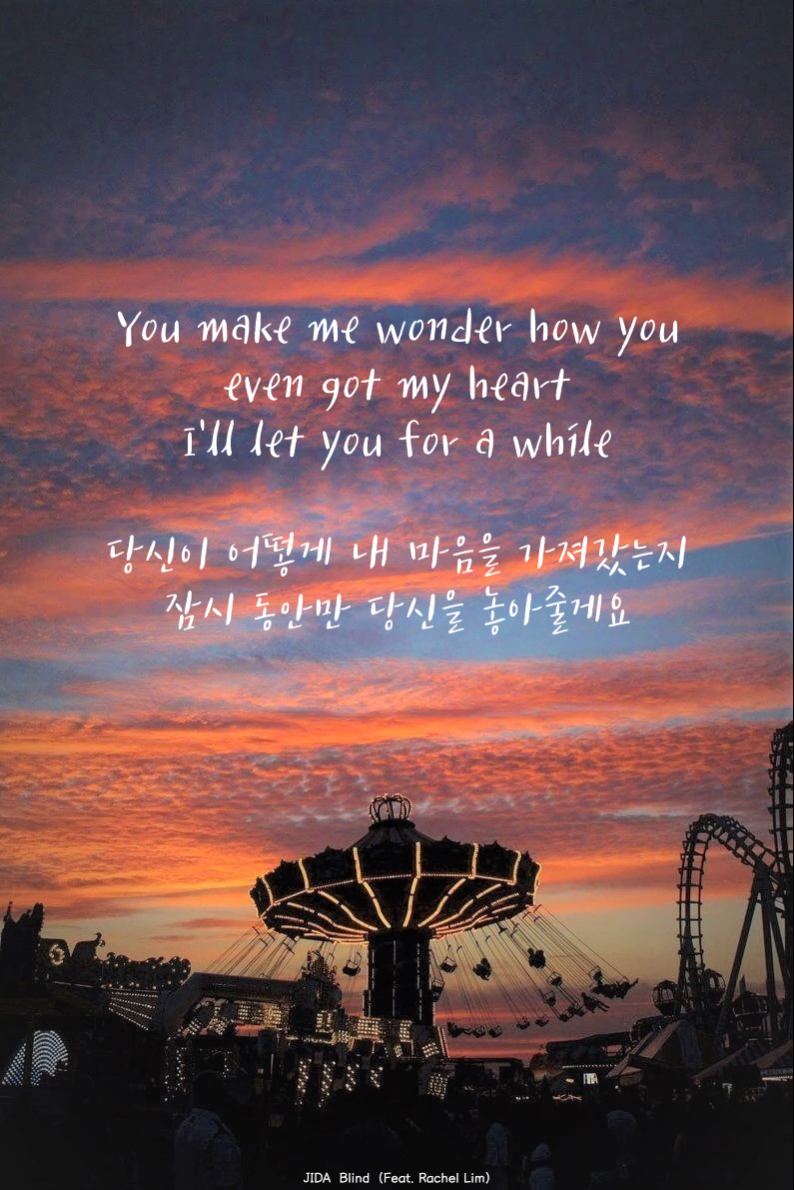 You make me wonder how you
even got my heart
I'll let you for a while
당신이 어떻게 내 마음을 가져갔는지
잠시 동안만 당신을 놓아줄게요
JIDA Blind (Feat. Rachel Lim)